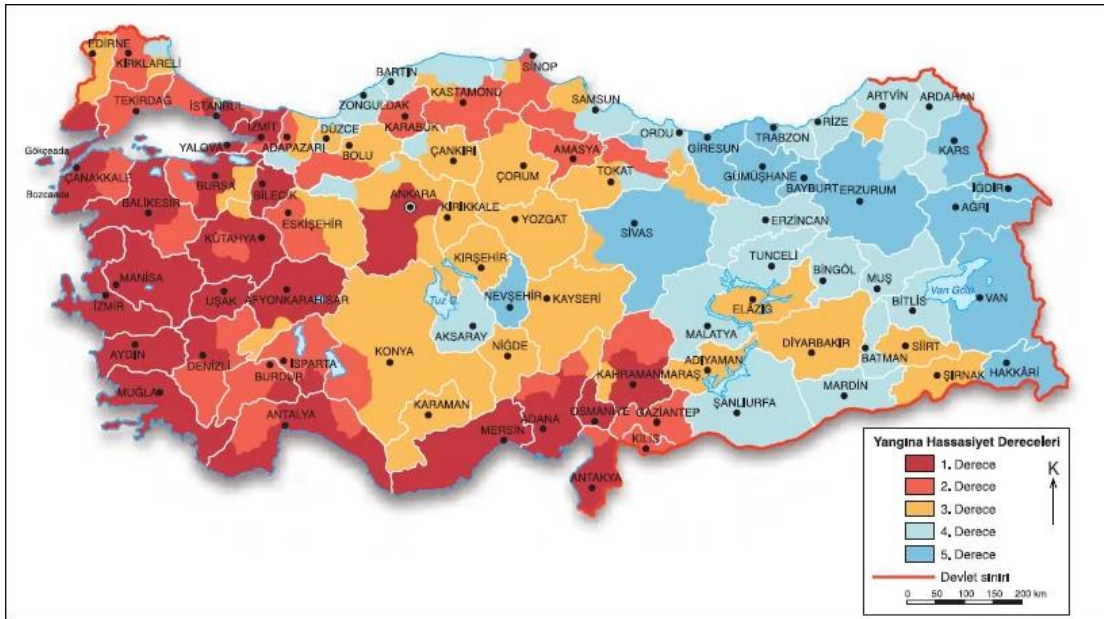 EDİRNE
KIRKLARELİ
TEKİRDAĞ
İSTANBUL
İZMİT
YALOVA
ADAPAZARI
DÜZCE
BOLU
ZONGULDAK
BARTIN
KARABÜK
KASTAMONU
SİNOP
SAMSUN
ORDU
GİRESUN
TRABZON
RİZE
ARTVİN
ARDAHAN
KARS
IĞDIR
AĞRI
Gökçeada
Bozcaada
ÇANAKKALE
BALIKESİR
BURSA
BİLECİK
ESKİŞEHİR
KÜTAHYA
ANKARA
ÇANKIRI
KIRIKKALE
ÇORUM
AMASYA
TOKAT
YOZGAT
SİVAS
GÜMÜŞHANE
BAYBURT
ERZURUM
ERZİNCAN
TUNCELİ
BİNGÖL
MUŞ
BİTLİS
Van Gölü
VAN
MANİSA
İZMİR
UŞAK
AFYONKARAHİSAR
KIRŞEHİR
NEVŞEHİR
KAYSERİ
Tuz G.
AKSARAY
NİĞDE
KONYA
KARAMAN
MALATYA
ELAZIĞ
DİYARBAKIR
BATMAN
SİİRT
ŞIRNAK
HAKKÂRİ
MARDİN
ŞANLIURFA
ADIYAMAN
KAHRAMANMARAŞ
GAZİANTEP
KİLİS
OSMANİYE
ADANA
MERSİN
ANTAKYA
AYDIN
DENİZLİ
BURDUR
ISPARTA
MUĞLA
ANTALYA
Yangına Hassasiyet Dereceleri
1. Derece
2. Derece
3. Derece
4. Derece
5. Derece
K
Devlet sınırı
0 50 100 150 200 km